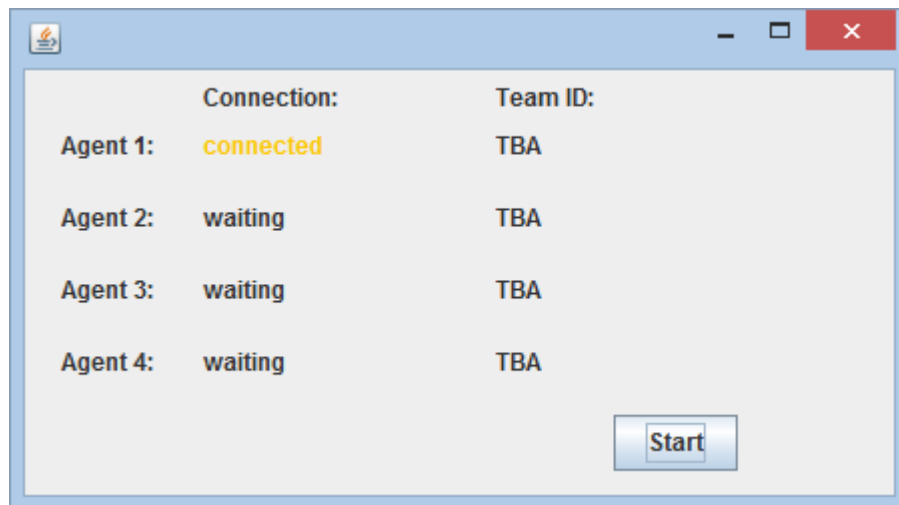 Connection: Team ID:
Agent 1: connected TBA
Agent 2: waiting TBA
Agent 3: waiting TBA
Agent 4: waiting TBA
Start